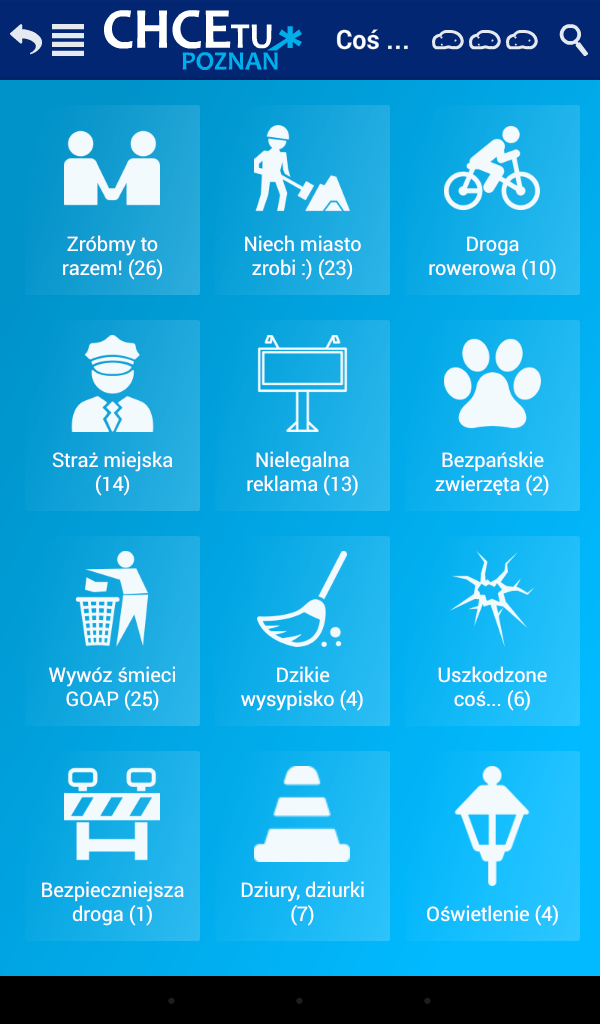 CHCETU
POZNAŃ
Coś ...
Zróbmy to
razem! (26)
Niech miasto
zrobi :) (23)
Droga
rowerowa (10)
Straż miejska
(14)
Nielegalna
reklama (13)
Bezpańskie
zwierzęta (2)
Wywóz śmieci
GOAP (25)
Dzikie
wysypisko (4)
Uszkodzone
coś... (6)
Bezpieczniejsza
droga (1)
Dziury, dziurki
(7)
Oświetlenie (4)